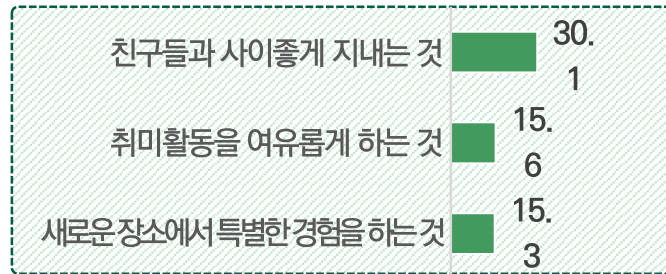 친구들과 사이좋게 지내는 것
30.
1
취미활동을 여유롭게 하는 것
15.
6
새로운 장소에서 특별한 경험을 하는 것
15.
3